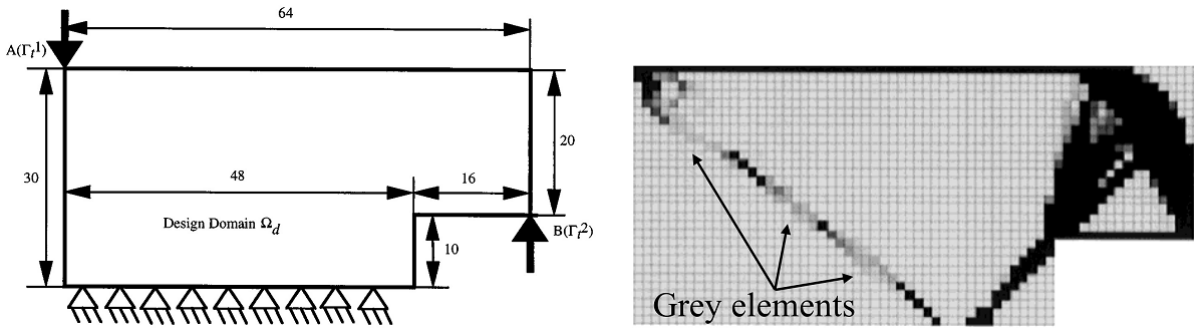 64
A(Γt1)
20
30
48
16
Design Domain Ωd
B(Γt2)
10
Grey elements